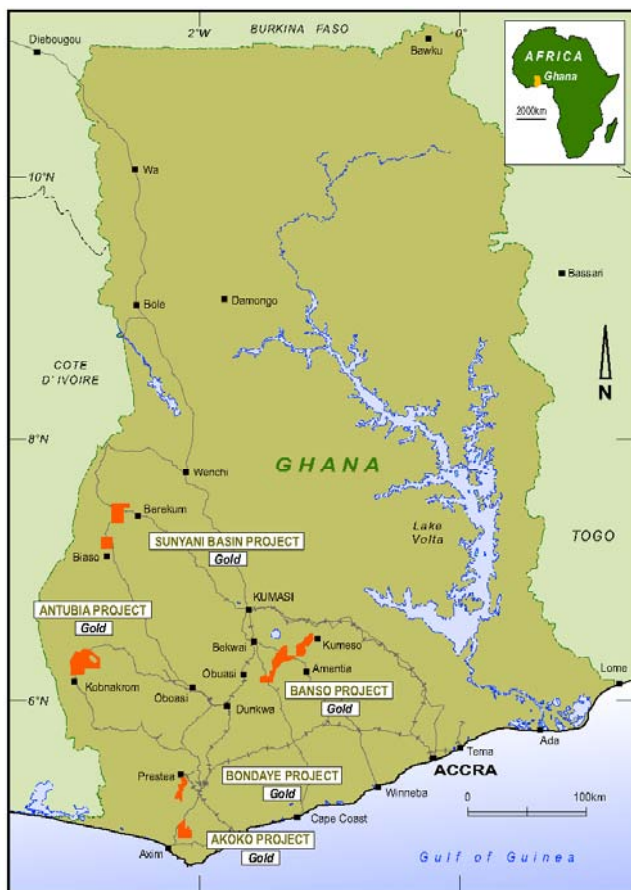 Diebougou
2°W
BURKINA FASO
0°
Bawku
AFRICA
Ghana
2000km
Wa
10°N
10°N
Bassari
Bole
Damongo
COTE
D'IVOIRE
N
8°N
8°N
GHANA
Wenchi
Berekum
Lake
Volta
TOGO
SUNYANI BASIN PROJECT
Gold
Biaso
KUMASI
ANTUBIA PROJECT
Gold
Bekwai
Kumeso
Obuasi
Amentia
Kobnakrom
Oboasi
BANSO PROJECT
Gold
Lome
6°N
6°N
Dunkwa
Ada
Tema
ACCRA
Prestea
BONDAYE PROJECT
Gold
Winneba
0
100km
Cape Coast
AKOKO PROJECT
Gold
Axim
Gulf of Guinea